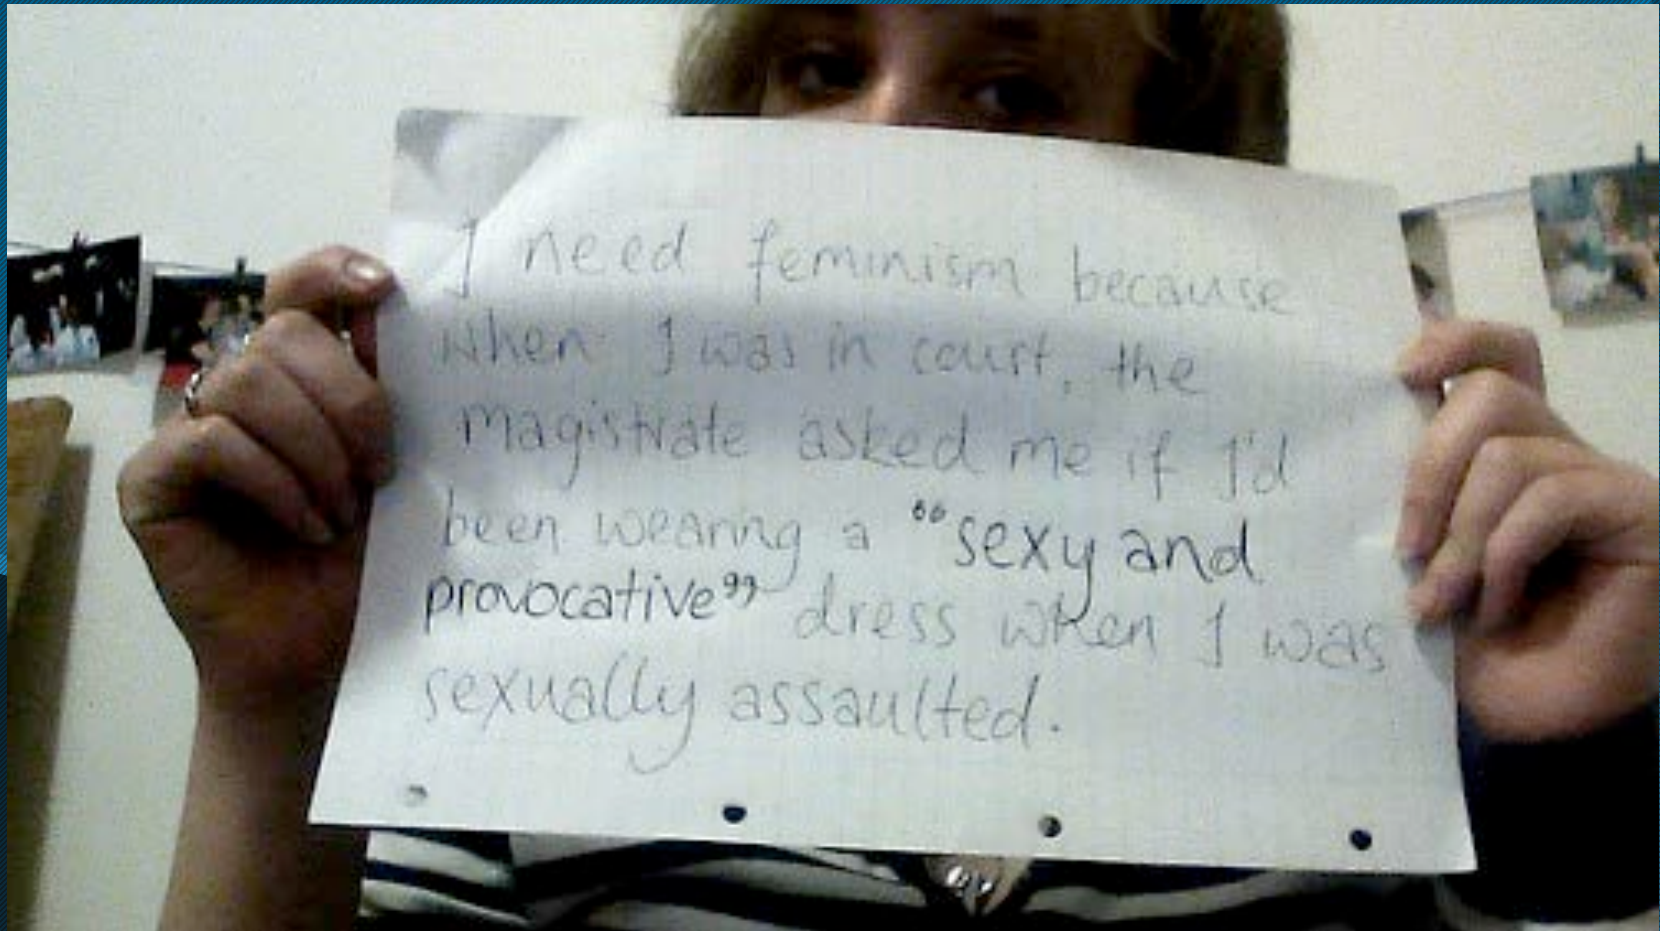 I need feminism because
when I was in court, the
magistrate asked me if I'd
been wearing a “sexy and
provocative” dress when I was
sexually assaulted.